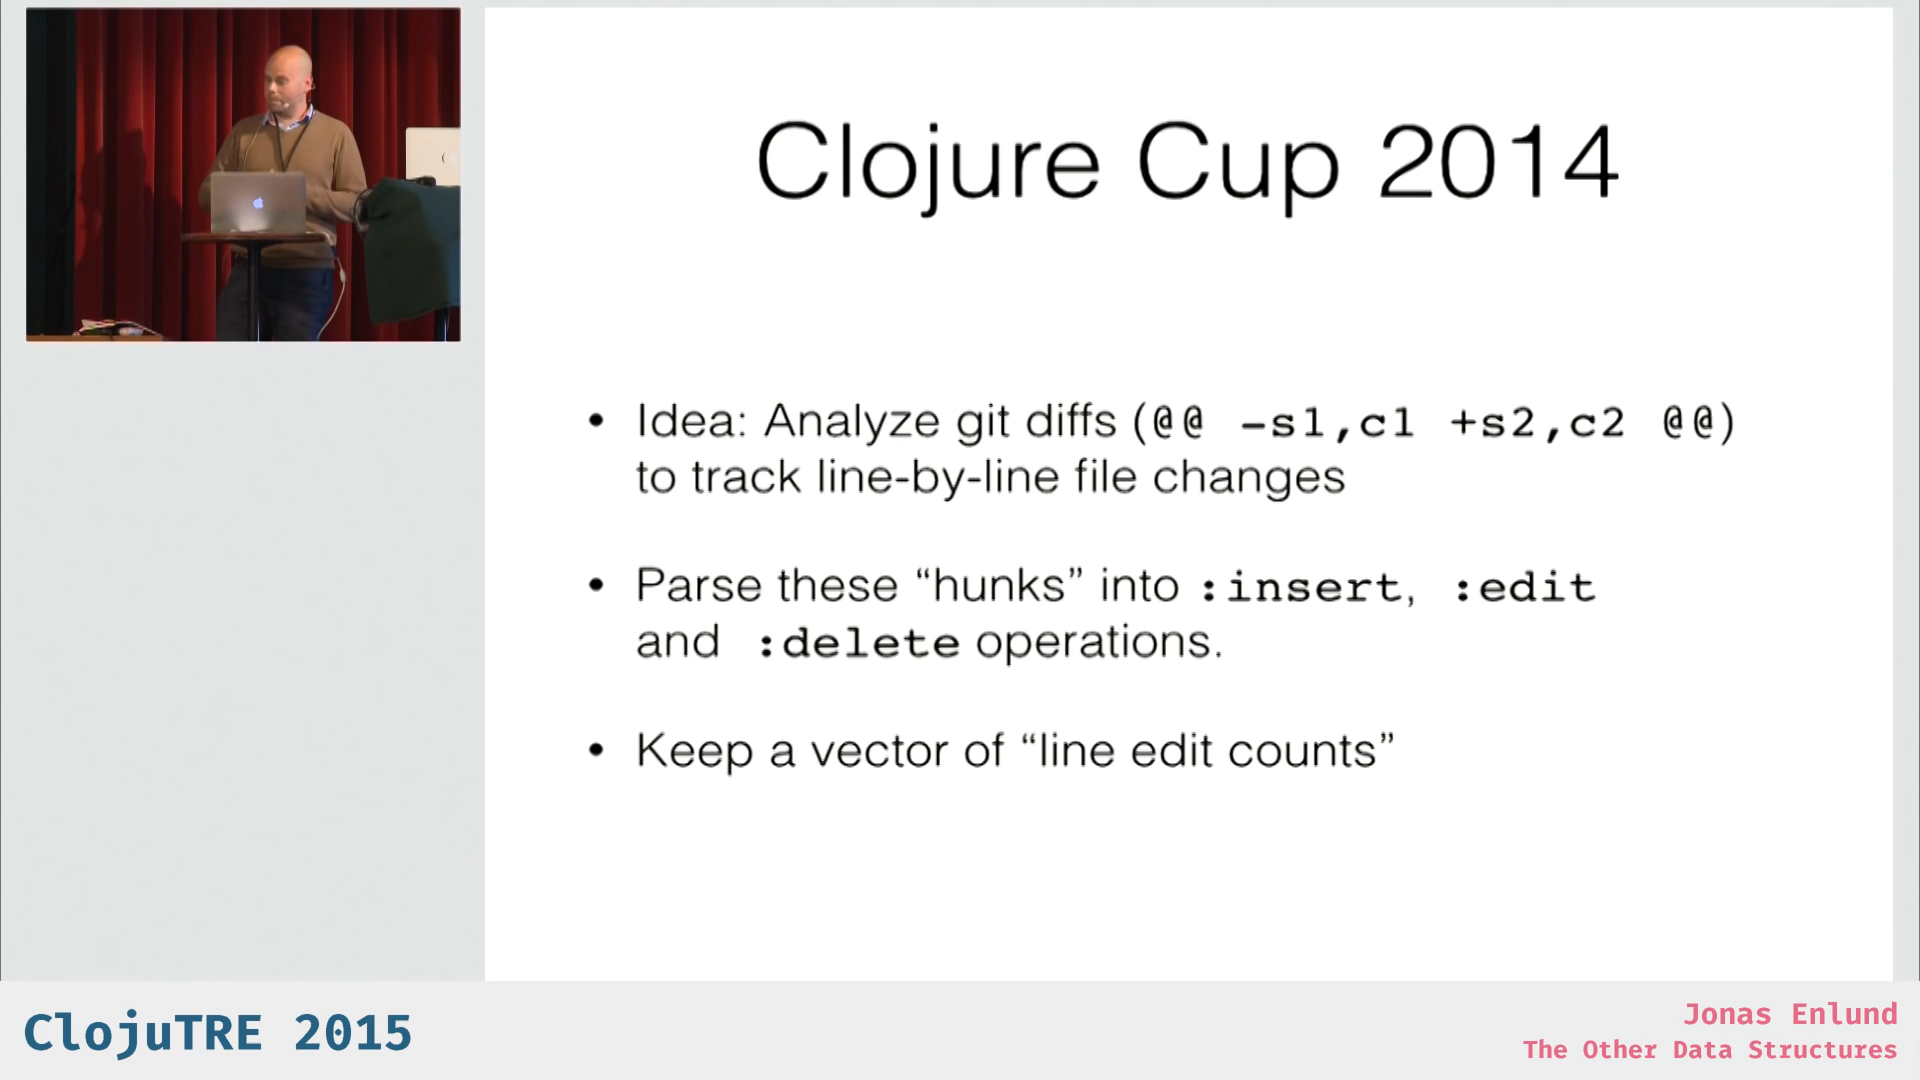 Clojure Cup 2014
• Idea: Analyze git diffs (@@ -s1,c1 +s2,c2 @@)
to track line-by-line file changes
• Parse these “hunks” into :insert, :edit
and :delete operations.
• Keep a vector of “line edit counts”
ClojuTRE 2015
Jonas Enlund
The Other Data Structures